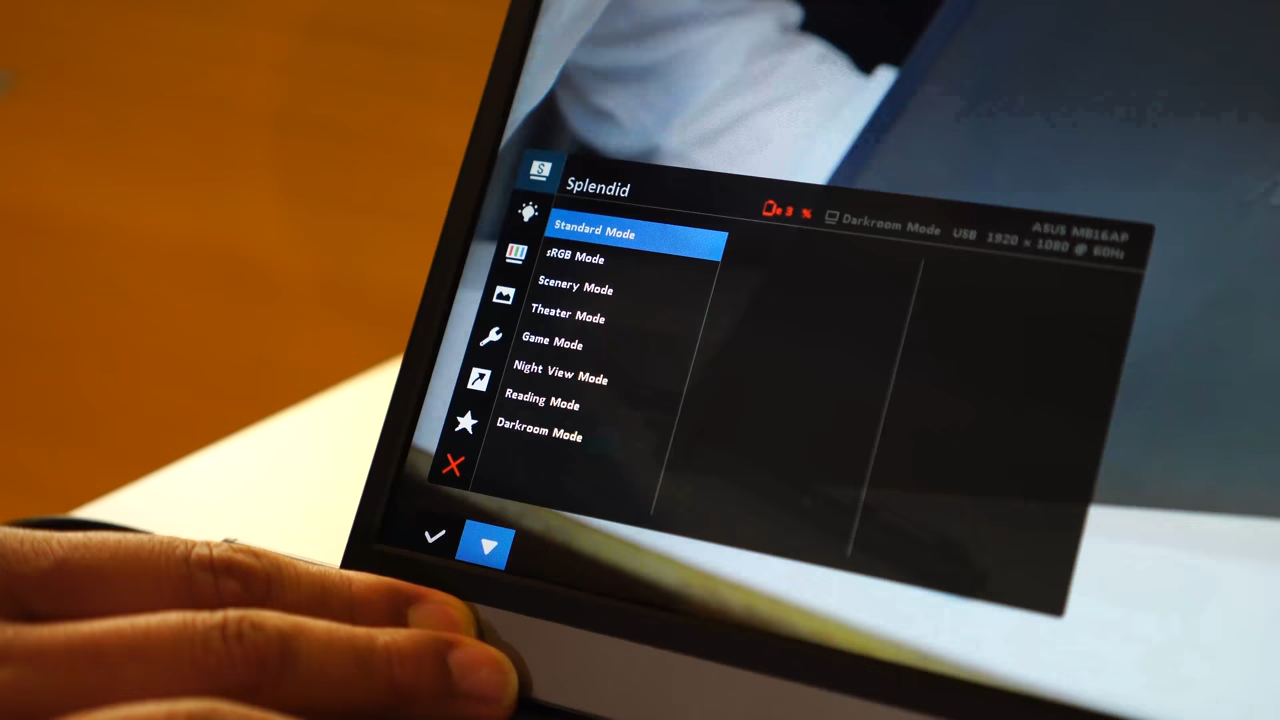 S
Splendid
3 %
Darkroom Mode
USB
1920 x 1080 @ 60Hz
ASUS MB16AP
Standard Mode
sRGB Mode
Scenery Mode
Theater Mode
Game Mode
Night View Mode
Reading Mode
Darkroom Mode